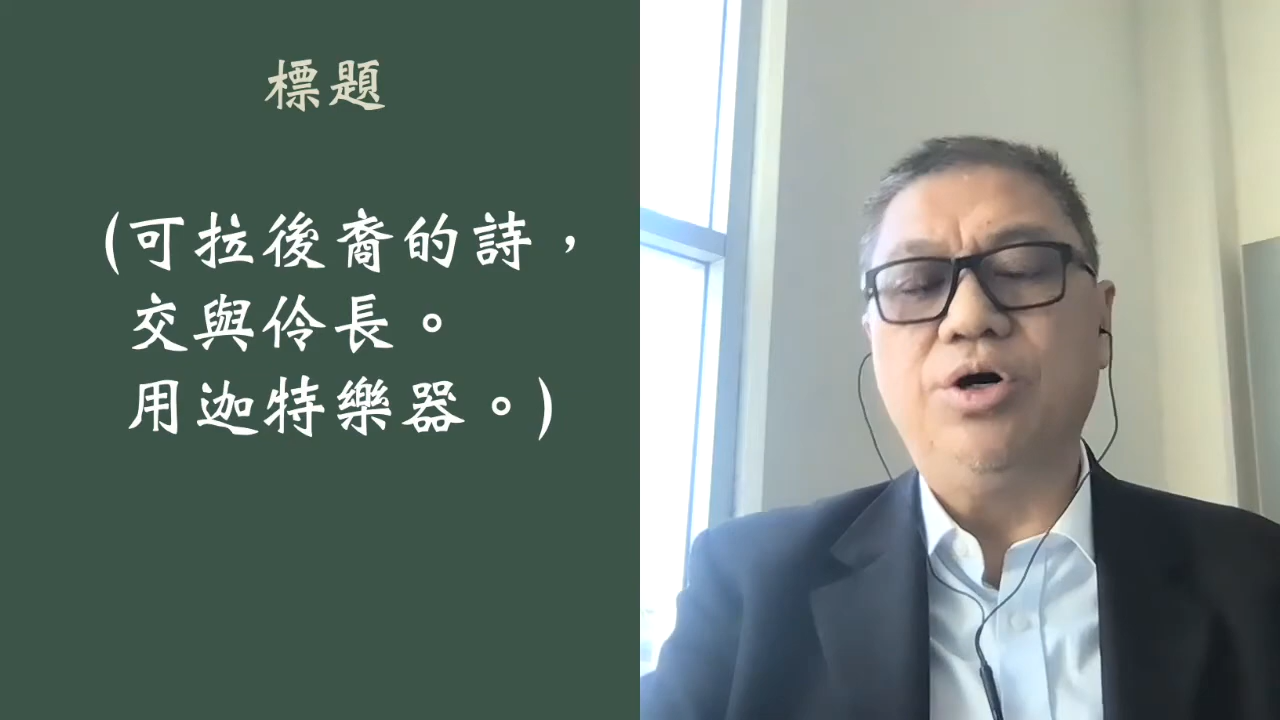 標題
(可拉後裔的詩，
交與伶長。
用迦特樂器。)